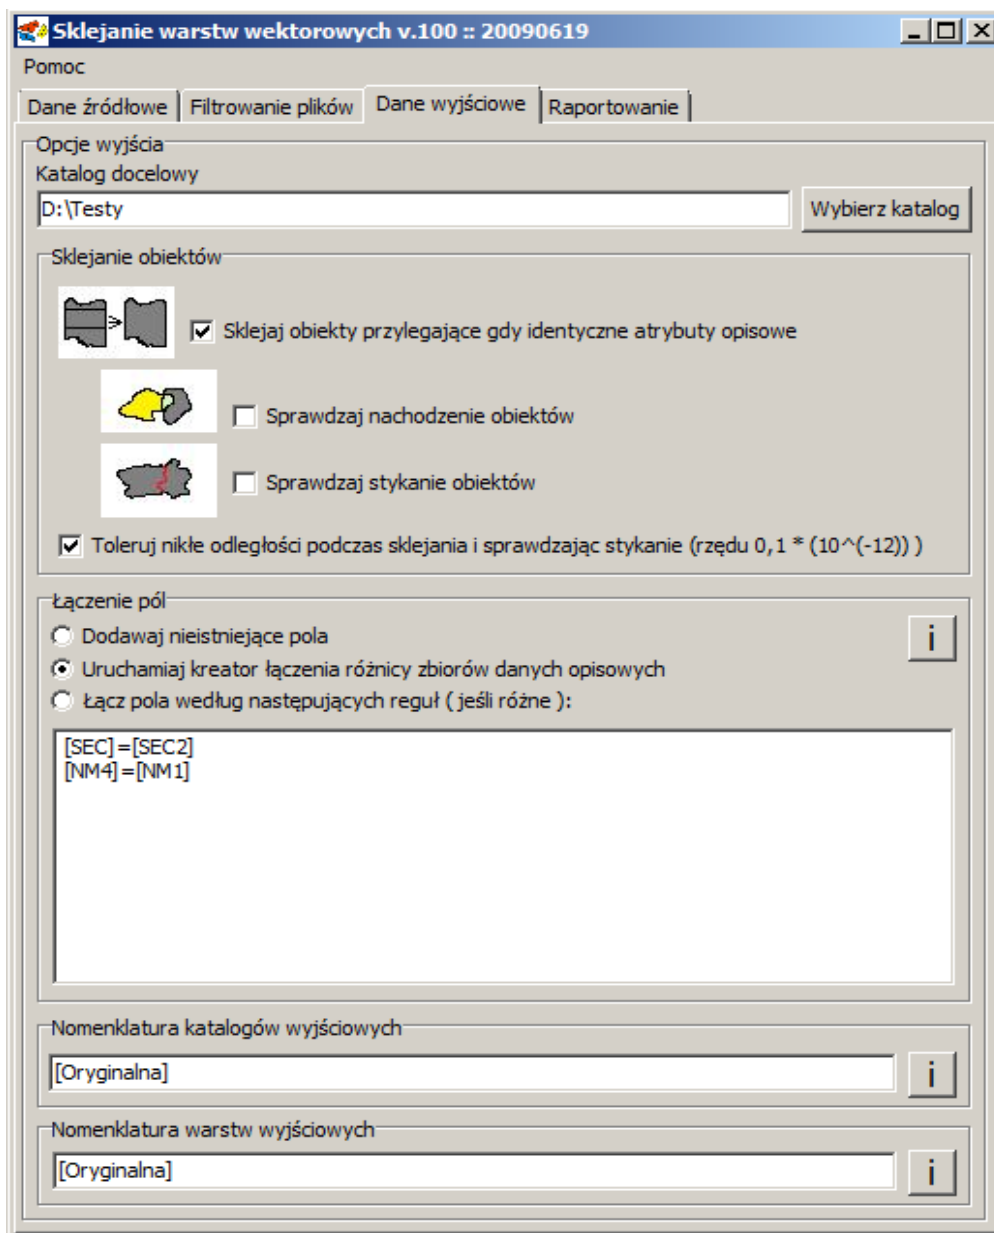 Sklejanie warstw wektorowych v.100 :: 20090619
Pomoc
Dane źródłowe Filtrowanie plików Dane wyjściowe Raportowanie
Opcje wyjścia
Katalog docelowy
D:\Testy Wybierz katalog
Sklejanie obiektów
Sklejaj obiekty przylegające gdy identyczne atrybuty opisowe
Sprawdzaj nachodzenie obiektów
Sprawdzaj stykanie obiektów
Toleruj nikłe odległości podczas sklejania i sprawdzając stykanie (rzędu 0,1 * (10^(-12)) )
Łączenie pól
Dodawaj nieistniejące pola i
Uruchamiaj kreator łączenia różnicy zbiorów danych opisowych
Łącz pola według następujących reguł ( jeśli różne ):
[SEC]=[SEC2]
[NM4]=[NM1]
Nomenklatura katalogów wyjściowych
[Oryginalna] i
Nomenklatura warstw wyjściowych
[Oryginalna] i